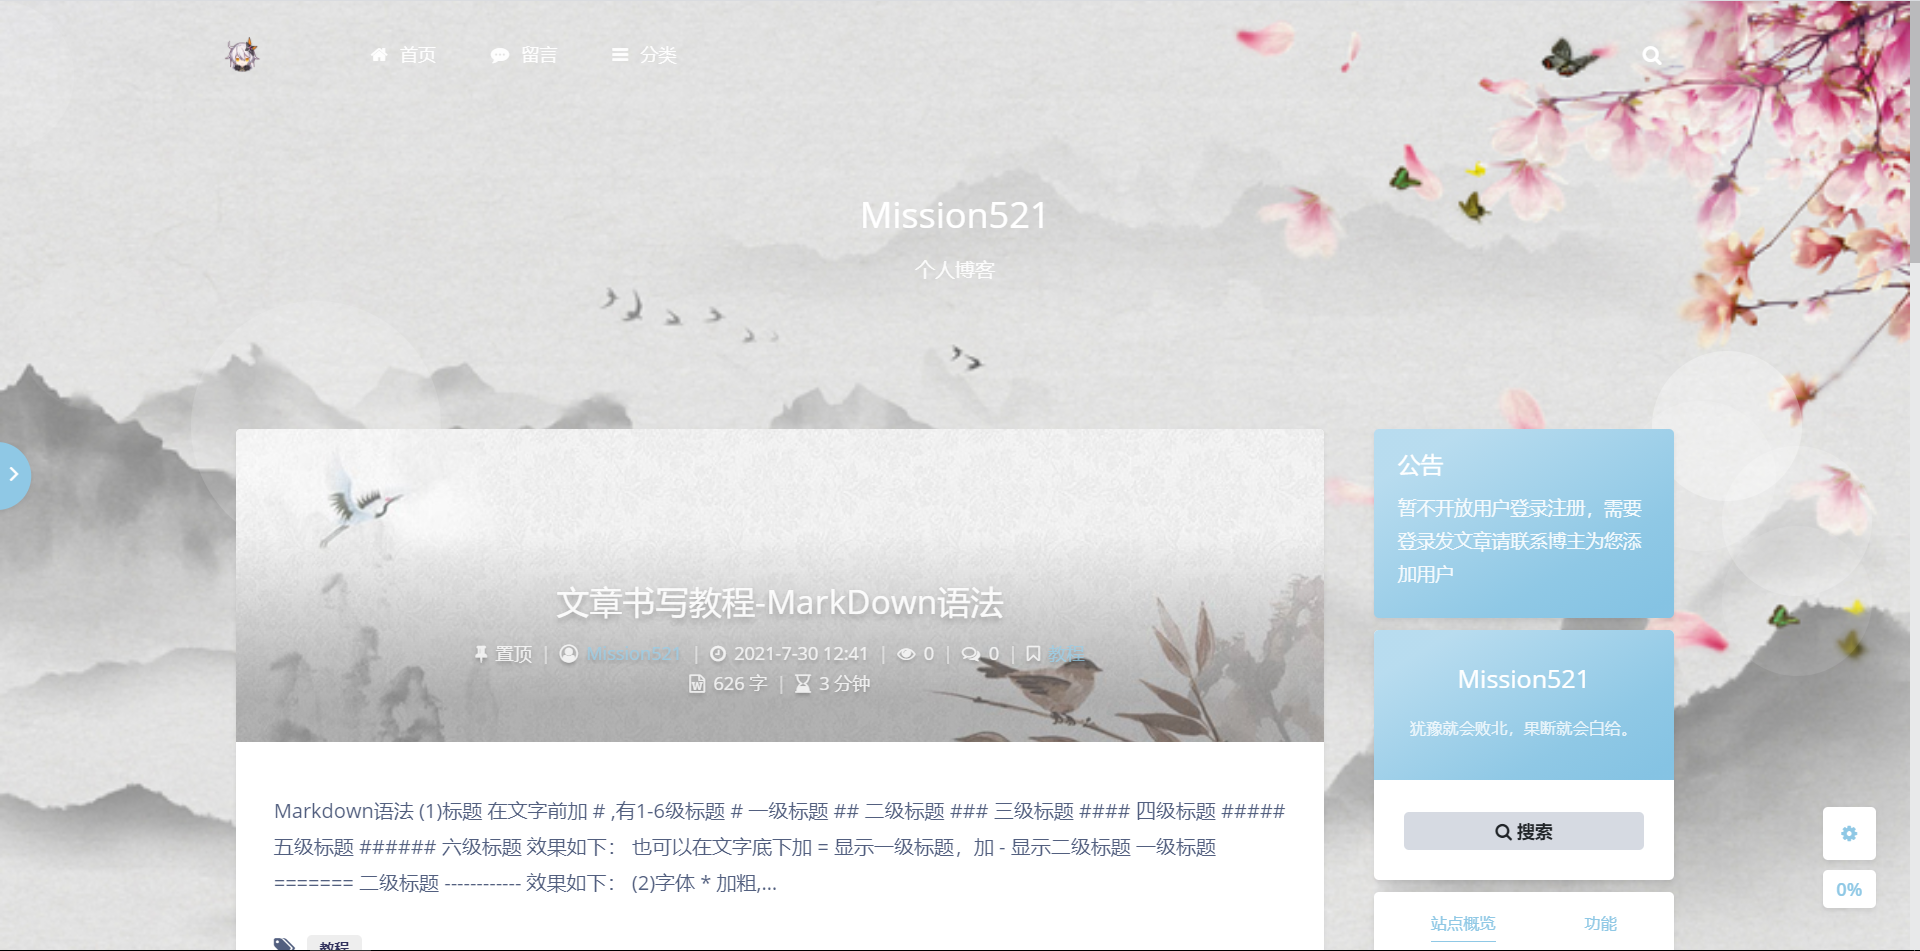 首页 留言 分类
Mission521
个人博客
文章书写教程-MarkDown语法
置顶 | Mission521 | 2021-7-30 12:41 | 0 | 0 | 教程
626 字 | 3 分钟
Markdown语法 (1)标题 在文字前加 # ,有1-6级标题 # 一级标题 ## 二级标题 ### 三级标题 #### 四级标题 #####
五级标题 ###### 六级标题 效果如下： 也可以在文字底下加 = 显示一级标题，加 - 显示二级标题 一级标题
======= 二级标题 ------------ 效果如下： (2)字体 * 加粗,...
教程
公告
暂不开放用户登录注册，需要
登录发文章请联系博主为您添
加用户
Mission521
犹豫就会败北，果断就会白给。
搜索
站点概览 功能
0%